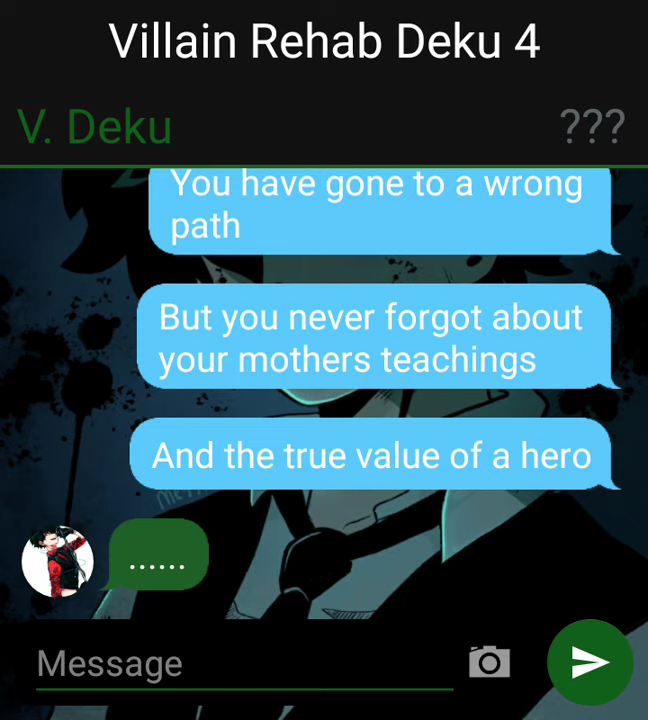 Villain Rehab Deku 4
V. Deku
???
You have gone to a wrong
path
But you never forgot about
your mothers teachings
And the true value of a hero
......
Message